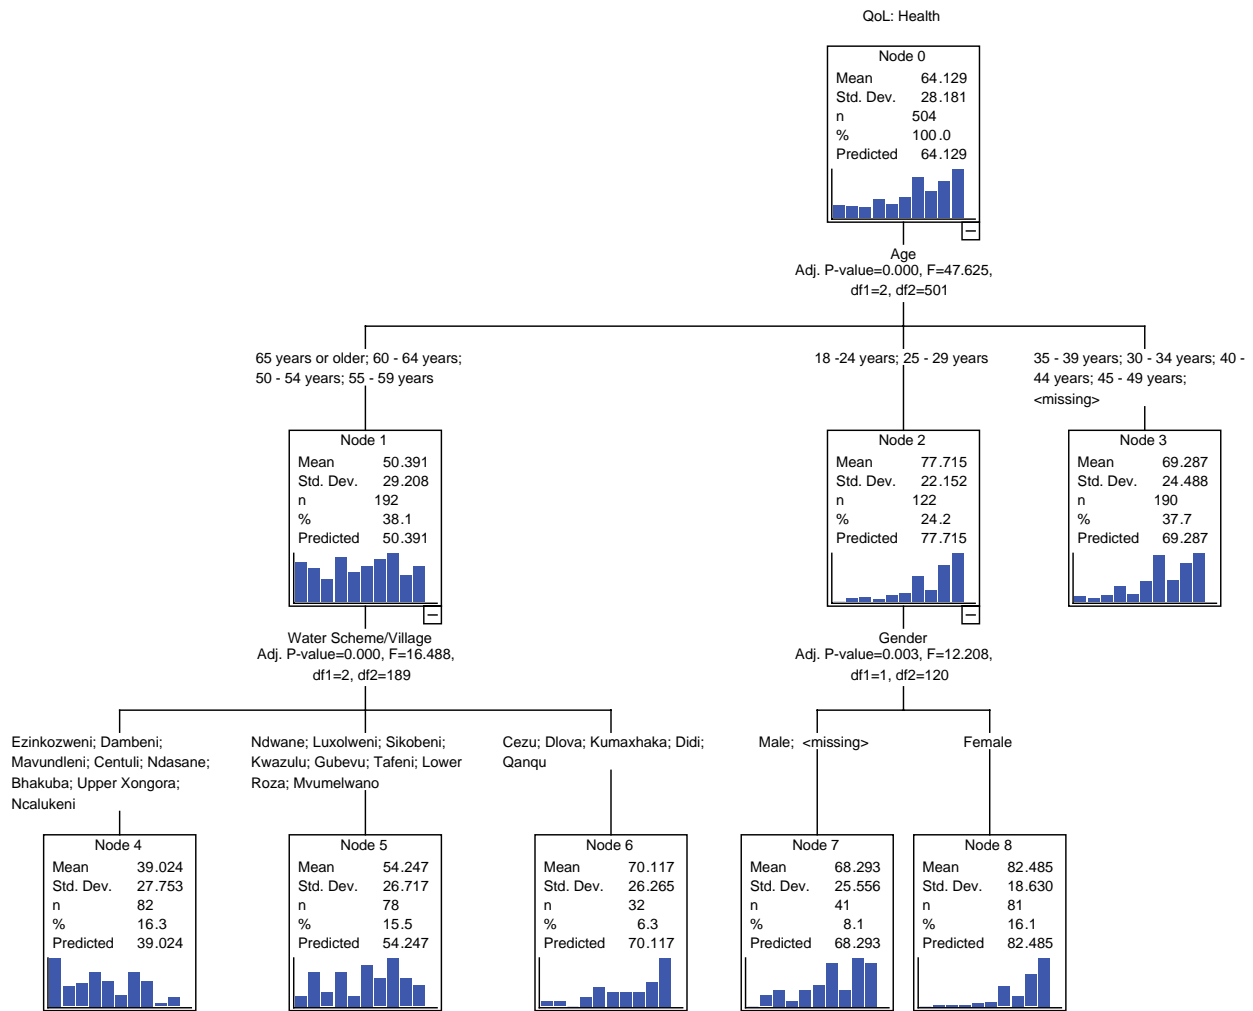 QoL: Health
Node 0
Mean 64.129
Std. Dev. 28.181
n 504
% 100.0
Predicted 64.129
Age
Adj. P-value=0.000, F=47.625,
df1=2, df2=501
65 years or older; 60 - 64 years;
50 - 54 years; 55 - 59 years
18 -24 years; 25 - 29 years
35 - 39 years; 30 - 34 years; 40 -
44 years; 45 - 49 years;
<missing>
Node 1
Mean 50.391
Std. Dev. 29.208
n 192
% 38.1
Predicted 50.391
Node 2
Mean 77.715
Std. Dev. 22.152
n 122
% 24.2
Predicted 77.715
Node 3
Mean 69.287
Std. Dev. 24.488
n 190
% 37.7
Predicted 69.287
Water Scheme/Village
Adj. P-value=0.000, F=16.488,
df1=2, df2=189
Gender
Adj. P-value=0.003, F=12.208,
df1=1, df2=120
Ezinkozweni; Dambeni;
Mavundleni; Centuli; Ndasane;
Bhakuba; Upper Xongora;
Ncalukeni
Ndwane; Luxolweni; Sikobeni;
Kwazulu; Gubevu; Tafeni; Lower
Roza; Mvumelwano
Cezu; Dlova; Kumaxhaka; Didi;
Qanqu
Male; <missing>
Female
Node 4
Mean 39.024
Std. Dev. 27.753
n 82
% 16.3
Predicted 39.024
Node 5
Mean 54.247
Std. Dev. 26.717
n 78
% 15.5
Predicted 54.247
Node 6
Mean 70.117
Std. Dev. 26.265
n 32
% 6.3
Predicted 70.117
Node 7
Mean 68.293
Std. Dev. 25.556
n 41
% 8.1
Predicted 68.293
Node 8
Mean 82.485
Std. Dev. 18.630
n 81
% 16.1
Predicted 82.485